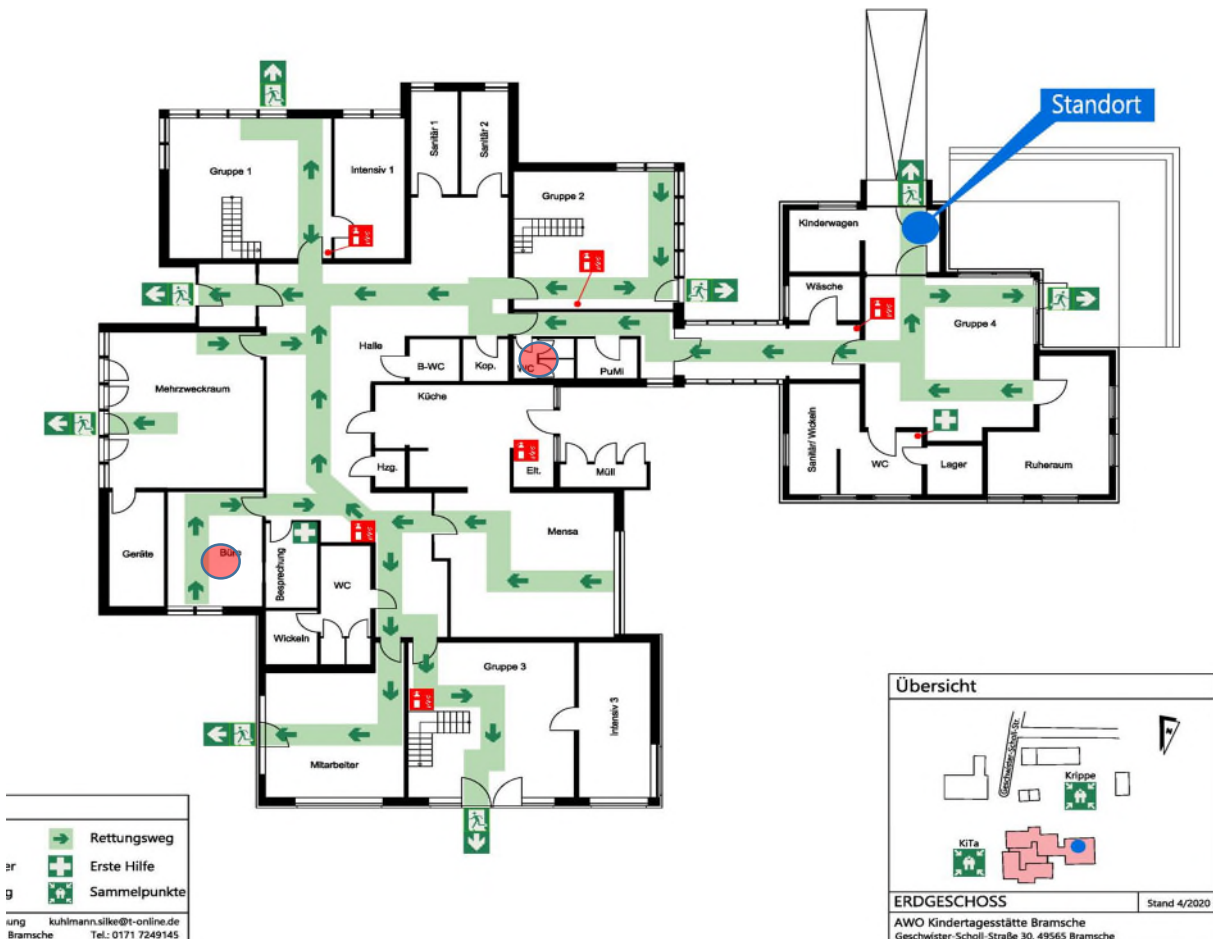 Standort
Sanitär 1
Sanitär 2
Gruppe 1
Intensiv 1
Gruppe 2
Kinderwagen
Wäsche
Gruppe 4
Halle
B-WC
Kop.
WC
PuMi
Mehrzweckraum
Küche
Hzg.
Elt.
Müll
Sanitär/ Wickeln
WC
Lager
Ruheraum
Mensa
Geräte
Büro
Besprechung
WC
Wickeln
Gruppe 3
Intensiv 3
Mitarbeiter
Übersicht
Geschwister-Scholl-Str.
N
Krippe
KiTa
ERDGESCHOSS
Stand 4/2020
AWO Kindertagesstätte Bramsche
Geschwister-Scholl-Straße 30, 49565 Bramsche
Rettungsweg
er
Erste Hilfe
g
Sammelpunkte
ung kuhlmann.silke@t-online.de
Bramsche Tel.: 0171 7249145